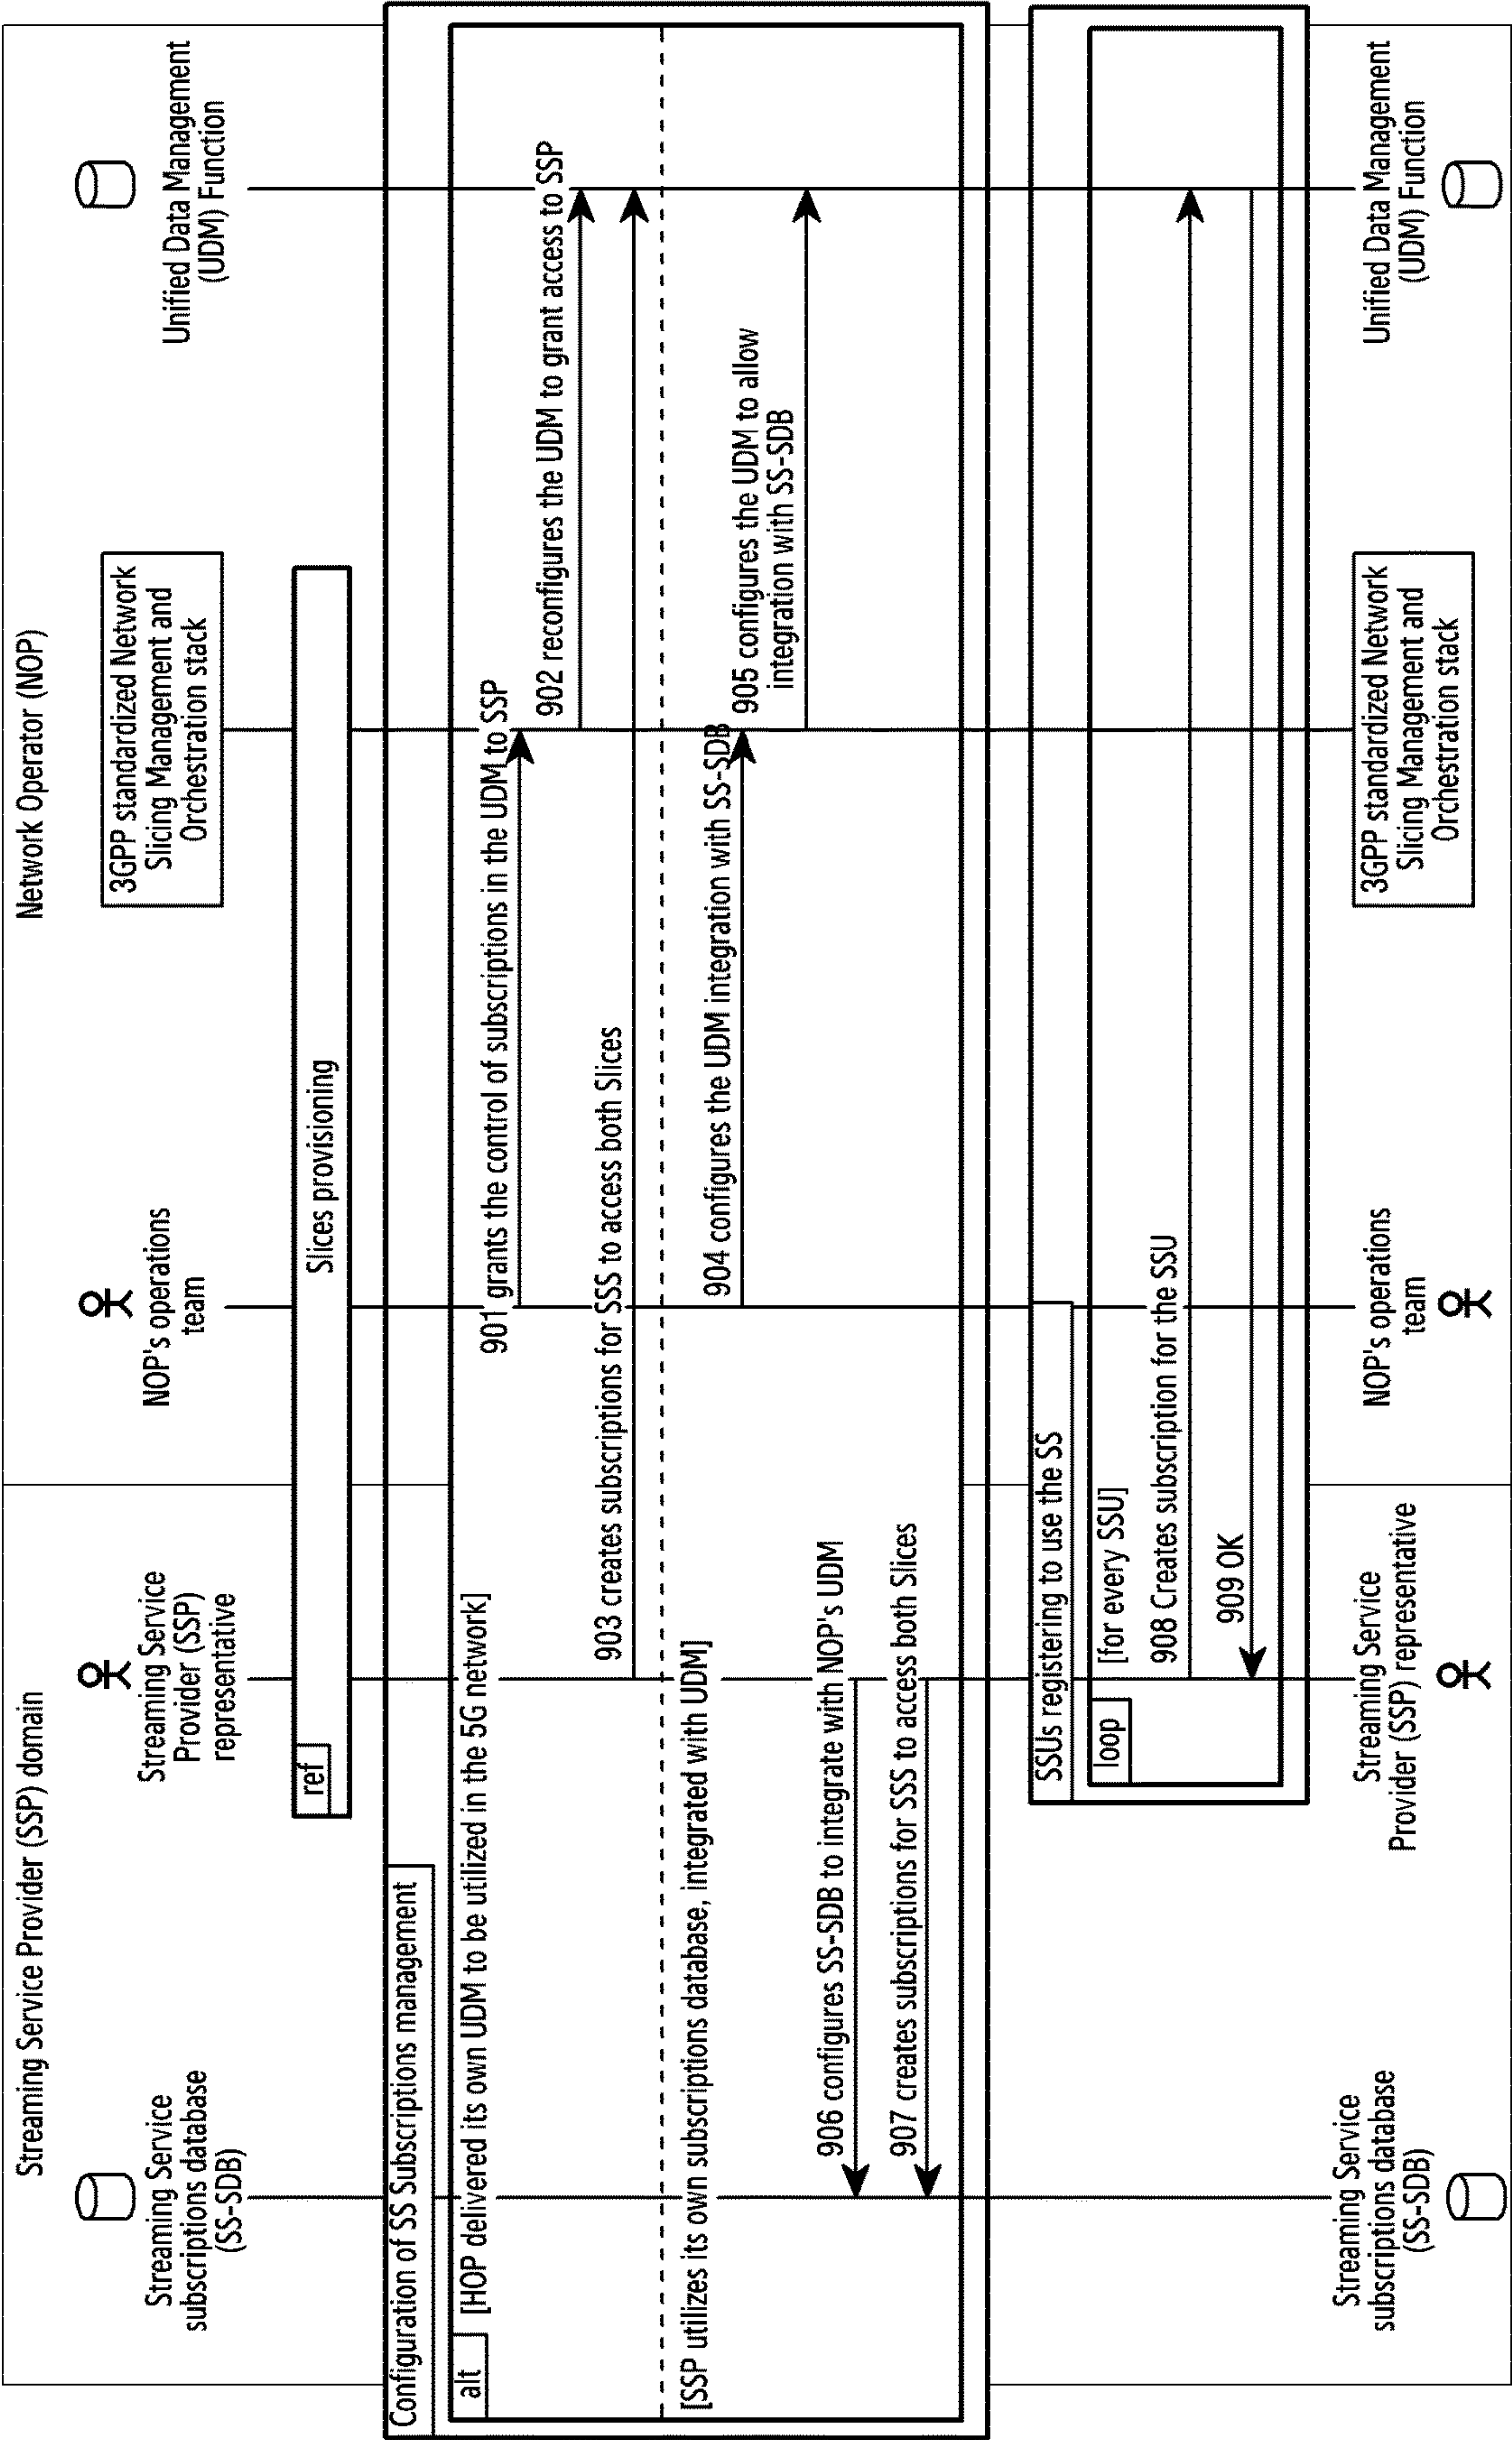 Streaming Service Provider (SSP) domain
Network Operator (NOP)
Streaming Service
subscriptions database
(SS-SDB)
Streaming Service
Provider (SSP)
representative
NOP's operations
team
3GPP standardized Network
Slicing Management and
Orchestration stack
Unified Data Management
(UDM) Function
ref
Slices provisioning
Configuration of SS Subscriptions management
alt
[HOP delivered its own UDM to be utilized in the 5G network]
901 grants the control of subscriptions in the UDM to SSP
902 reconfigures the UDM to grant access to SSP
903 creates subscriptions for SSS to access both Slices
[SSP utilizes its own subscriptions database, integrated with UDM]
904 configures the UDM integration with SS-SDB
905 configures the UDM to allow
integration with SS-SDB
906 configures SS-SDB to integrate with NOP's UDM
907 creates subscriptions for SSS to access both Slices
SSUs registering to use the SS
loop
[for every SSU]
908 Creates subscription for the SSU
909 OK
Streaming Service
subscriptions database
(SS-SDB)
Streaming Service
Provider (SSP) representative
NOP's operations
team
3GPP standardized Network
Slicing Management and
Orchestration stack
Unified Data Management
(UDM) Function